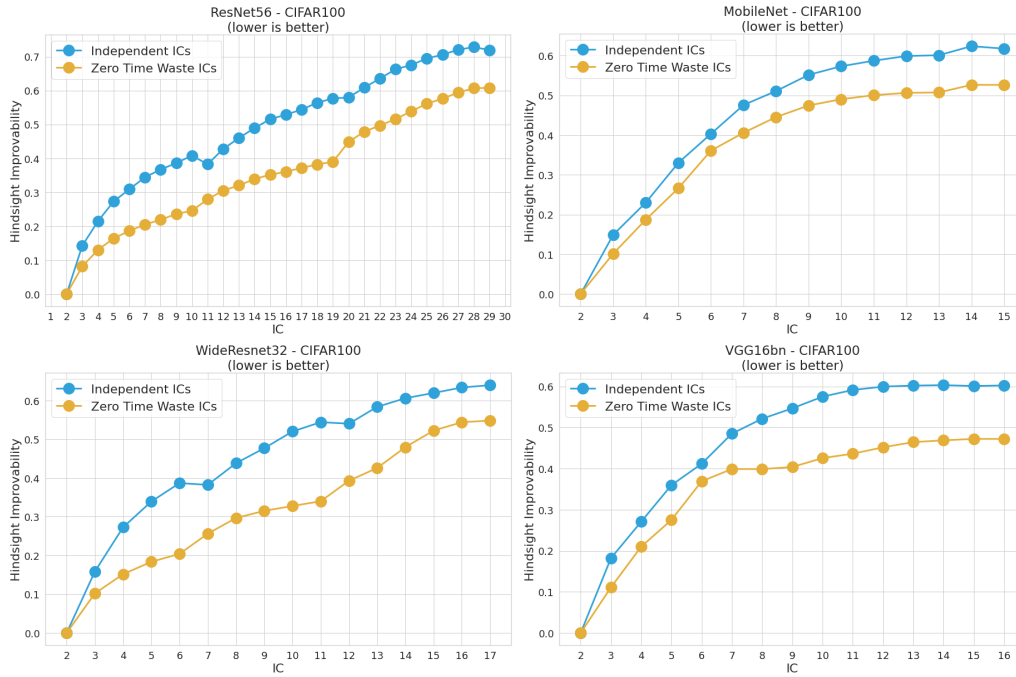 ResNet56 - CIFAR100
(lower is better)
Independent ICs
Zero Time Waste ICs
Hindsight Improvability
0.7
0.6
0.5
0.4
0.3
0.2
0.1
0.0
1 2 3 4 5 6 7 8 9 10 11 12 13 14 15 16 17 18 19 20 21 22 23 24 25 26 27 28 29 30
IC
MobileNet - CIFAR100
(lower is better)
Independent ICs
Zero Time Waste ICs
Hindsight Improvability
0.6
0.5
0.4
0.3
0.2
0.1
0.0
2 3 4 5 6 7 8 9 10 11 12 13 14 15
IC
WideResnet32 - CIFAR100
(lower is better)
Independent ICs
Zero Time Waste ICs
Hindsight Improvability
0.6
0.5
0.4
0.3
0.2
0.1
0.0
2 3 4 5 6 7 8 9 10 11 12 13 14 15 16 17
IC
VGG16bn - CIFAR100
(lower is better)
Independent ICs
Zero Time Waste ICs
Hindsight Improvability
0.6
0.5
0.4
0.3
0.2
0.1
0.0
2 3 4 5 6 7 8 9 10 11 12 13 14 15 16
IC